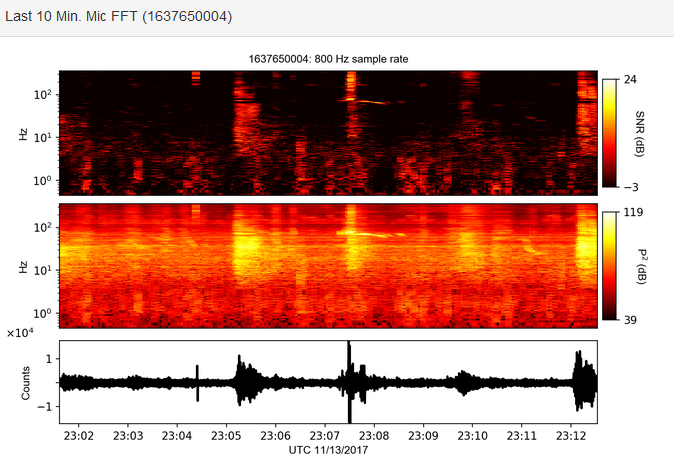 Last 10 Min. Mic FFT (1637650004)
1637650004: 800 Hz sample rate
10²
10¹
10⁰
Hz
24
−3
SNR (dB)
10²
10¹
10⁰
Hz
119
39
P² (dB)
×10⁴
1
−1
Counts
23:02 23:03 23:04 23:05 23:06 23:07 23:08 23:09 23:10 23:11 23:12
UTC 11/13/2017